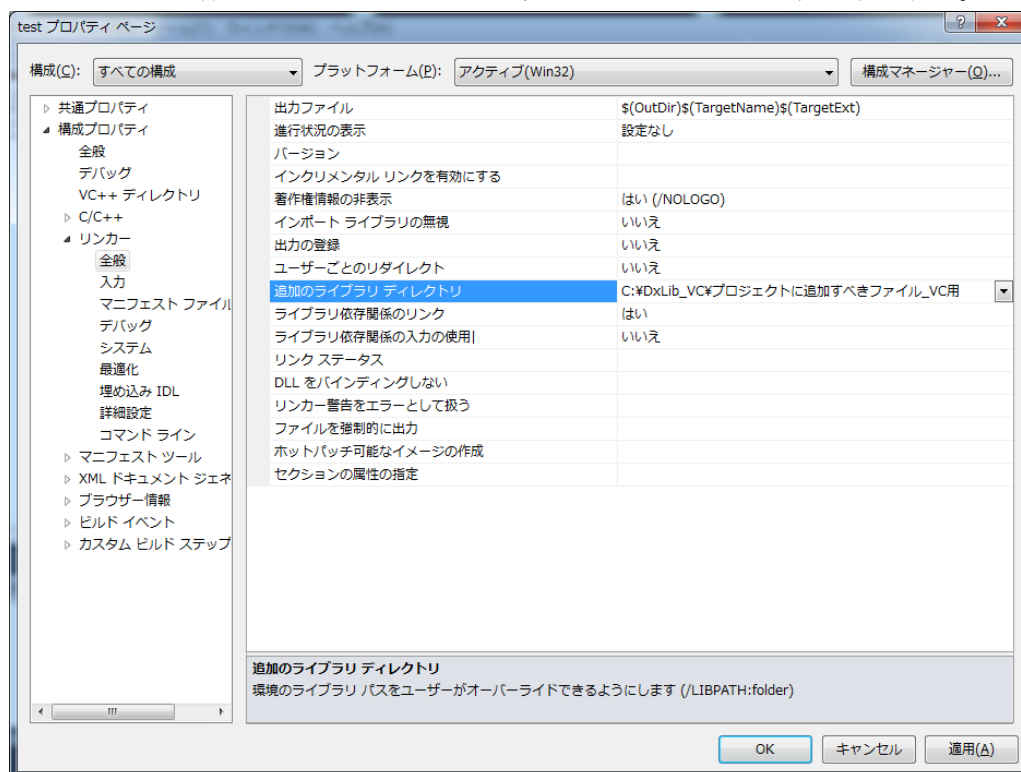 test プロパティ ページ
構成(C): すべての構成 プラットフォーム(P): アクティブ(Win32) 構成マネージャー(O)...
共通プロパティ
構成プロパティ
全般
デバッグ
VC++ ディレクトリ
C/C++
リンカー
全般
入力
マニフェスト ファイル
デバッグ
システム
最適化
埋め込み IDL
詳細設定
コマンド ライン
マニフェスト ツール
XML ドキュメント ジェネ
ブラウザー情報
ビルド イベント
カスタム ビルド ステップ
出力ファイル $(OutDir)$(TargetName)$(TargetExt)
進行状況の表示 設定なし
バージョン
インクリメンタル リンクを有効にする
著作権情報の非表示 はい (/NOLOGO)
インポート ライブラリの無視 いいえ
出力の登録 いいえ
ユーザーごとのリダイレクト いいえ
追加のライブラリ ディレクトリ C:¥DxLib_VC¥プロジェクトに追加すべきファイル_VC用
ライブラリ依存関係のリンク はい
ライブラリ依存関係の入力の使用| いいえ
リンク ステータス
DLL をバインディングしない
リンカー警告をエラーとして扱う
ファイルを強制的に出力
ホットパッチ可能なイメージの作成
セクションの属性の指定
追加のライブラリ ディレクトリ
環境のライブラリ パスをユーザーがオーバーライドできるようにします (/LIBPATH:folder)
OK キャンセル 適用(A)